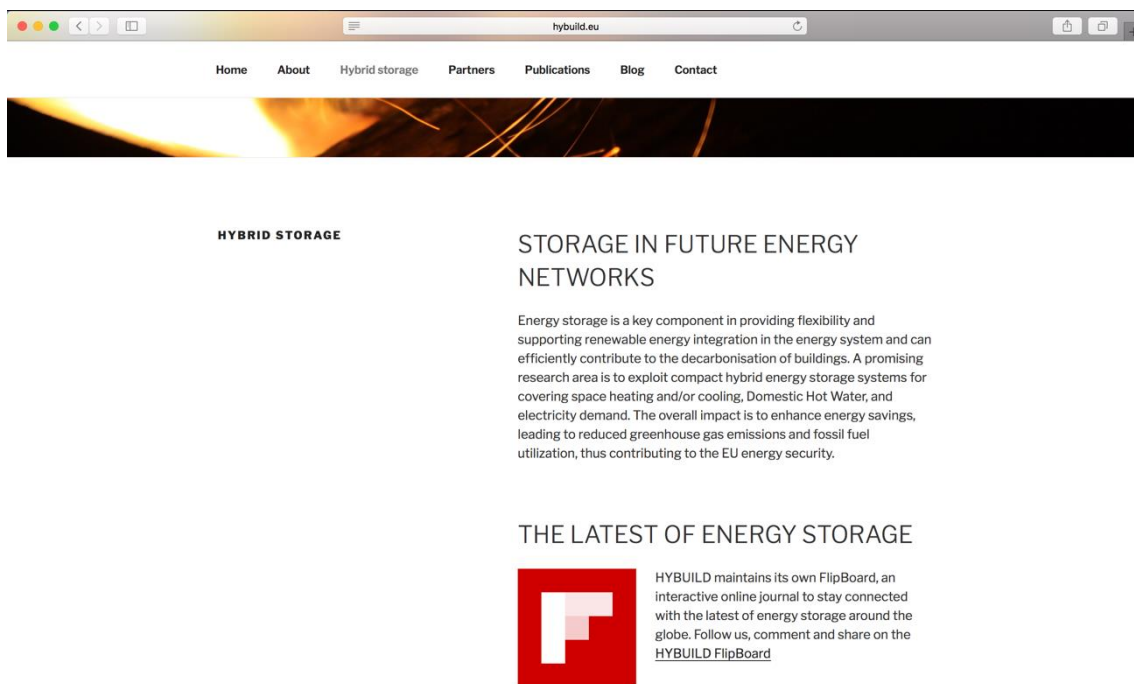 hybuild.eu
Home About Hybrid storage Partners Publications Blog Contact
HYBRID STORAGE
STORAGE IN FUTURE ENERGY
NETWORKS
Energy storage is a key component in providing flexibility and
supporting renewable energy integration in the energy system and can
efficiently contribute to the decarbonisation of buildings. A promising
research area is to exploit compact hybrid energy storage systems for
covering space heating and/or cooling, Domestic Hot Water, and
electricity demand. The overall impact is to enhance energy savings,
leading to reduced greenhouse gas emissions and fossil fuel
utilization, thus contributing to the EU energy security.
THE LATEST OF ENERGY STORAGE
HYBUILD maintains its own FlipBoard, an
interactive online journal to stay connected
with the latest of energy storage around the
globe. Follow us, comment and share on the
HYBUILD FlipBoard